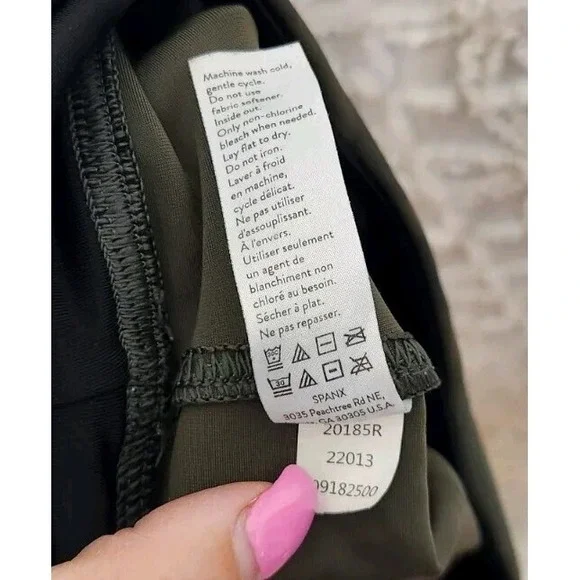 Machine wash cold,
gentle cycle.
Do not use
fabric softener.
Inside out.
Only non-chlorine
bleach when needed.
Lay flat to dry.
Do not iron.
Laver à froid
en machine,
cycle délicat.
Ne pas utiliser
d'assouplissant.
À l'envers.
Utiliser seulement
un agent de
blanchiment non
chloré au besoin.
Sécher à plat.
Ne pas repasser.
30
SPANX
3035 Peachtree Rd NE,
GA 30305 U.S.A.
20185R
22013
09182500